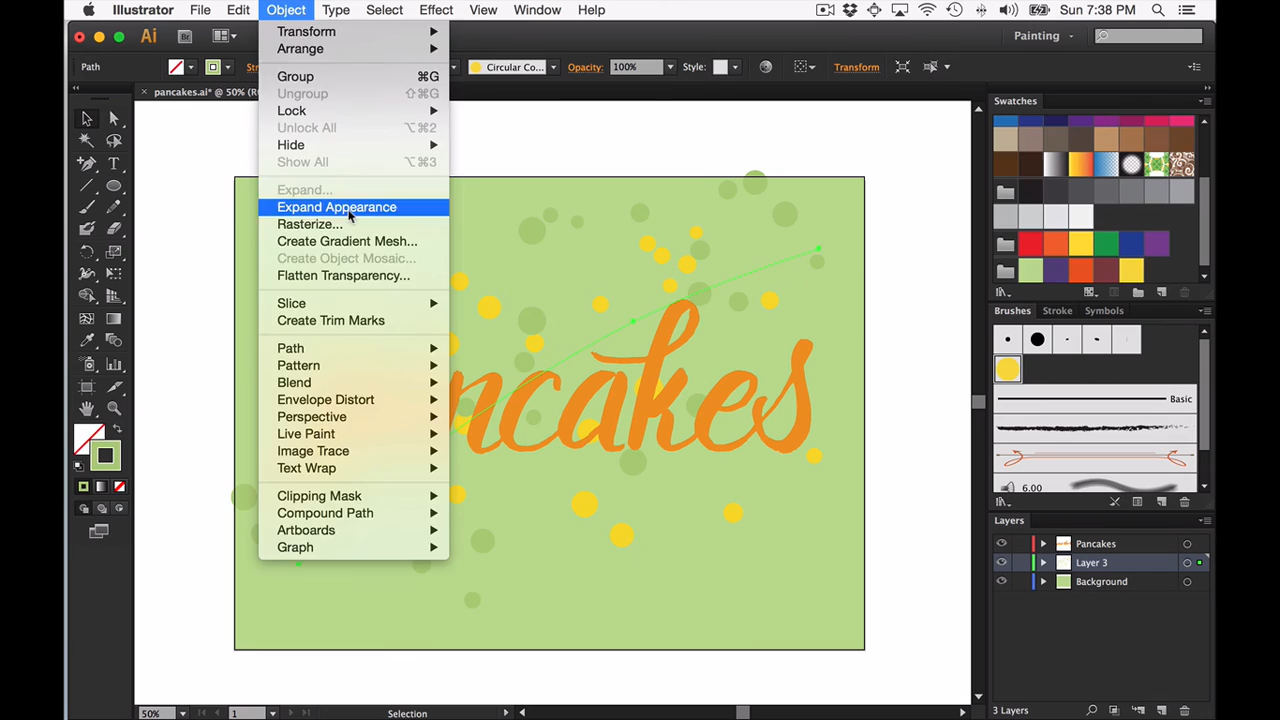 Illustrator File Edit Object Type Select Effect View Window Help Sun 7:38 PM
Ai Br Painting
Path Circular Co... Opacity: 100% Style: Transform
× pancakes.ai* @ 50%
Transform
Arrange
Group ⌘G
Ungroup ⇧⌘G
Lock
Unlock All ⌥⌘2
Hide
Show All ⌥⌘3
Expand...
Expand Appearance
Rasterize...
Create Gradient Mesh...
Create Object Mosaic...
Flatten Transparency...
Slice
Create Trim Marks
Path
Pattern
Blend
Envelope Distort
Perspective
Live Paint
Image Trace
Text Wrap
Clipping Mask
Compound Path
Artboards
Graph
ncakes
Swatches
Brushes Stroke Symbols
Basic
6.00
Layers
Pancakes
Layer 3
Background
3 Layers
50% 1 Selection